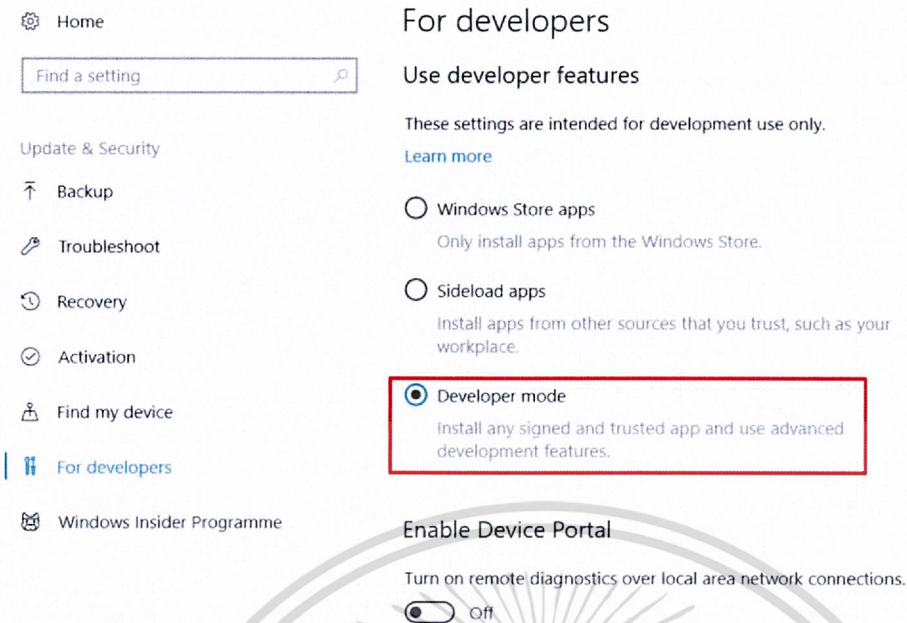 Home
Find a setting
Update & Security
Backup
Troubleshoot
Recovery
Activation
Find my device
For developers
Windows Insider Programme
For developers
Use developer features
These settings are intended for development use only.
Learn more
Windows Store apps
Only install apps from the Windows Store.
Sideload apps
Install apps from other sources that you trust, such as your
workplace.
Developer mode
Install any signed and trusted app and use advanced
development features.
Enable Device Portal
Turn on remote diagnostics over local area network connections.
Off